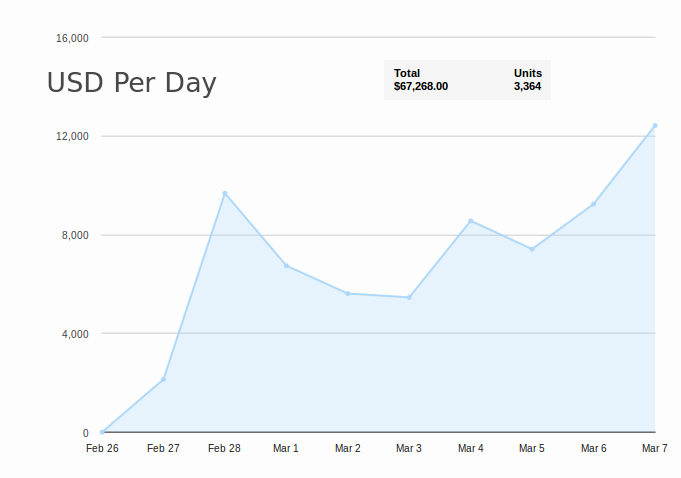 16,000
USD Per Day
Total Units
$67,268.00 3,364
12,000
8,000
4,000
0
Feb 26 Feb 27 Feb 28 Mar 1 Mar 2 Mar 3 Mar 4 Mar 5 Mar 6 Mar 7